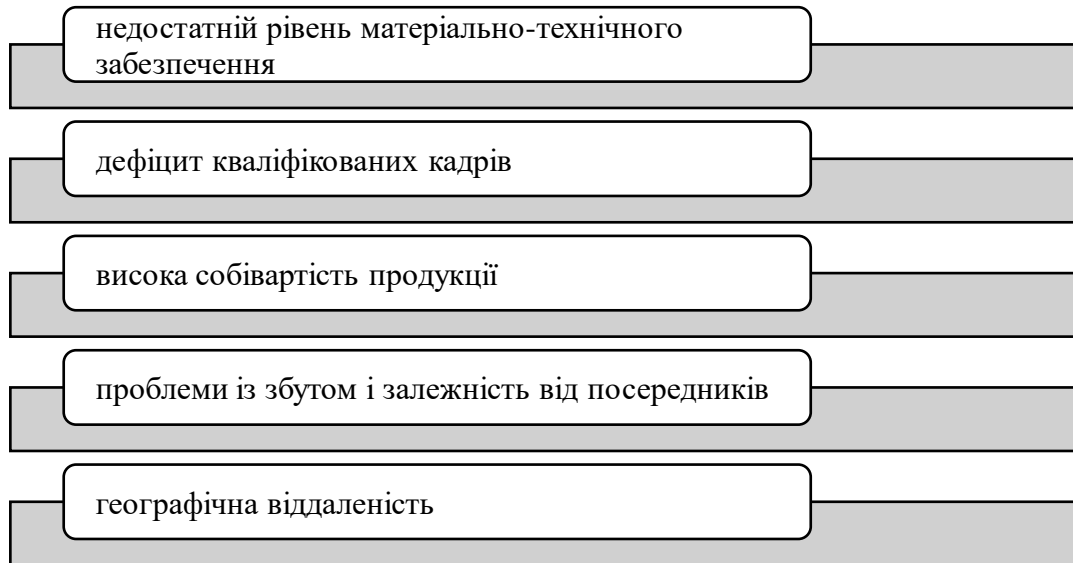 недостатній рівень матеріально-технічного
забезпечення
дефіцит кваліфікованих кадрів
висока собівартість продукції
проблеми із збутом і залежність від посередників
географічна віддаленість